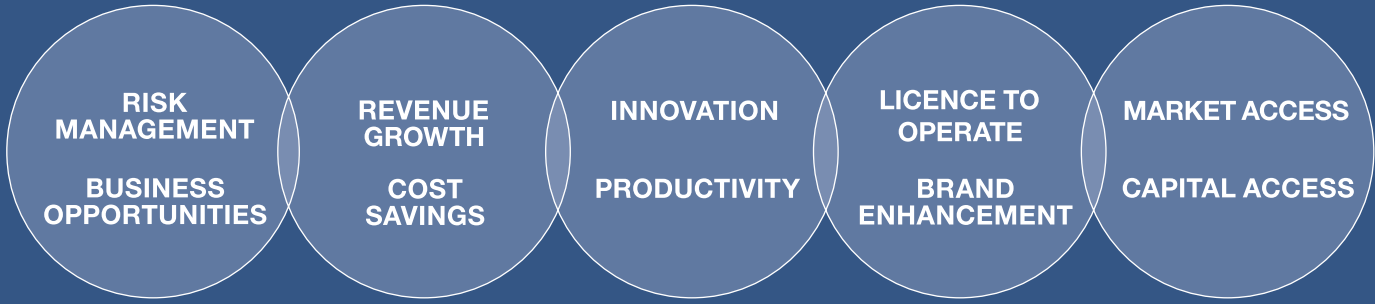 RISK
MANAGEMENT
BUSINESS
OPPORTUNITIES
REVENUE
GROWTH
COST
SAVINGS
INNOVATION
PRODUCTIVITY
LICENCE TO
OPERATE
BRAND
ENHANCEMENT
MARKET ACCESS
CAPITAL ACCESS